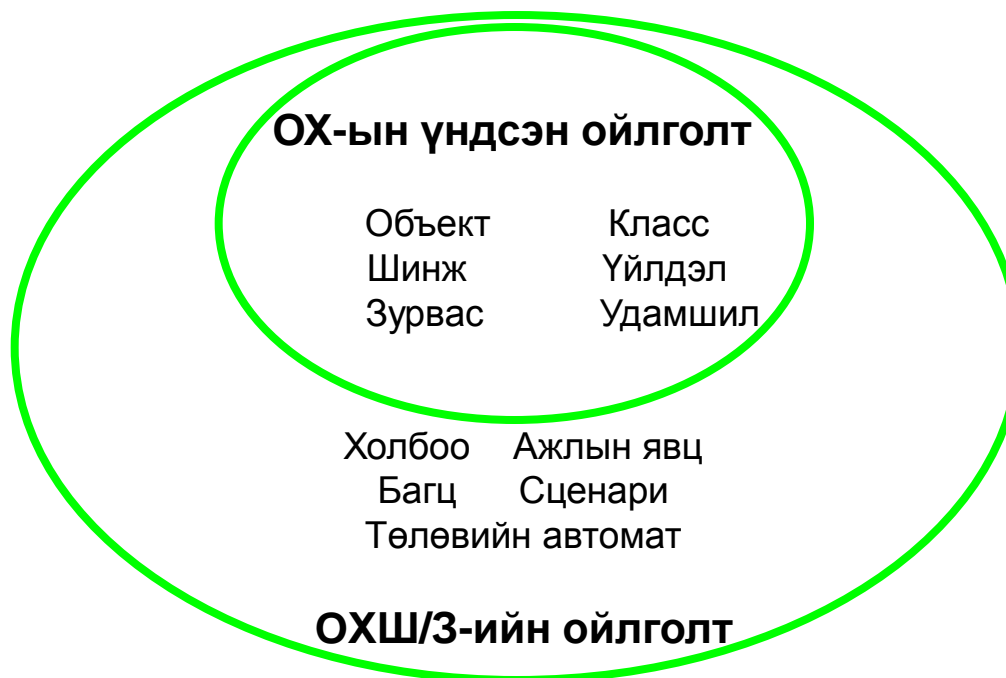 ОХ-ын үндсэн ойлголт
Объект Класс
Шинж Үйлдэл
Зурвас Удамшил
Холбоо Ажлын явц
Багц Сценари
Төлөвийн автомат
ОХШ/З-ийн ойлголт